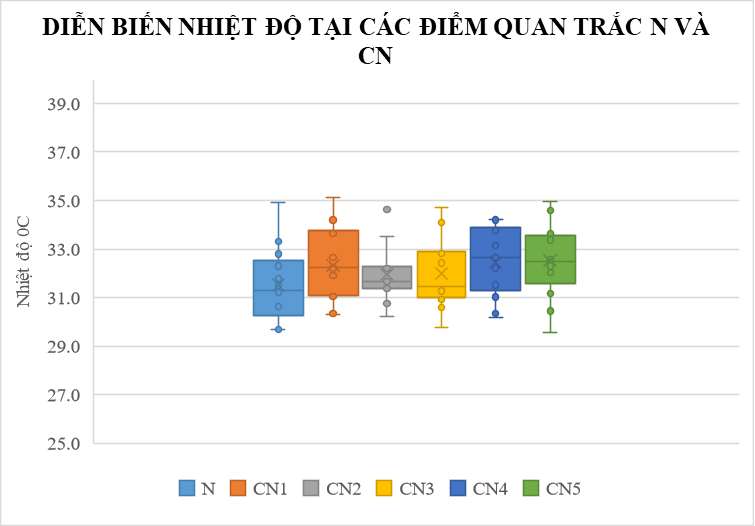 DIỄN BIẾN NHIỆT ĐỘ TẠI CÁC ĐIỂM QUAN TRẮC N VÀ
CN
39.0
37.0
35.0
33.0
31.0
29.0
27.0
25.0
Nhiệt độ 0C
N CN1 CN2 CN3 CN4 CN5